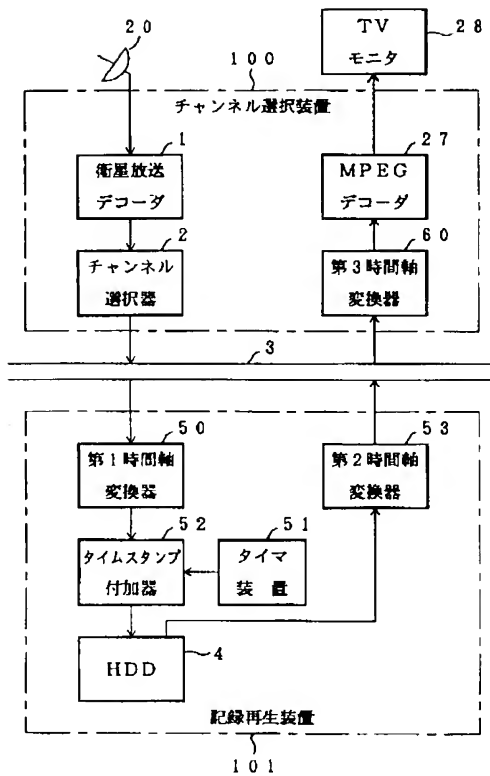 20
TV
モニタ
28
100
チャンネル選択装置
1
衛星放送
デコーダ
27
MPEG
デコーダ
2
チャンネル
選択器
60
第3時間軸
変換器
3
50
第1時間軸
変換器
53
第2時間軸
変換器
52
タイムスタンプ
付加器
51
タイマ
装置
HDD
4
記録再生装置
101